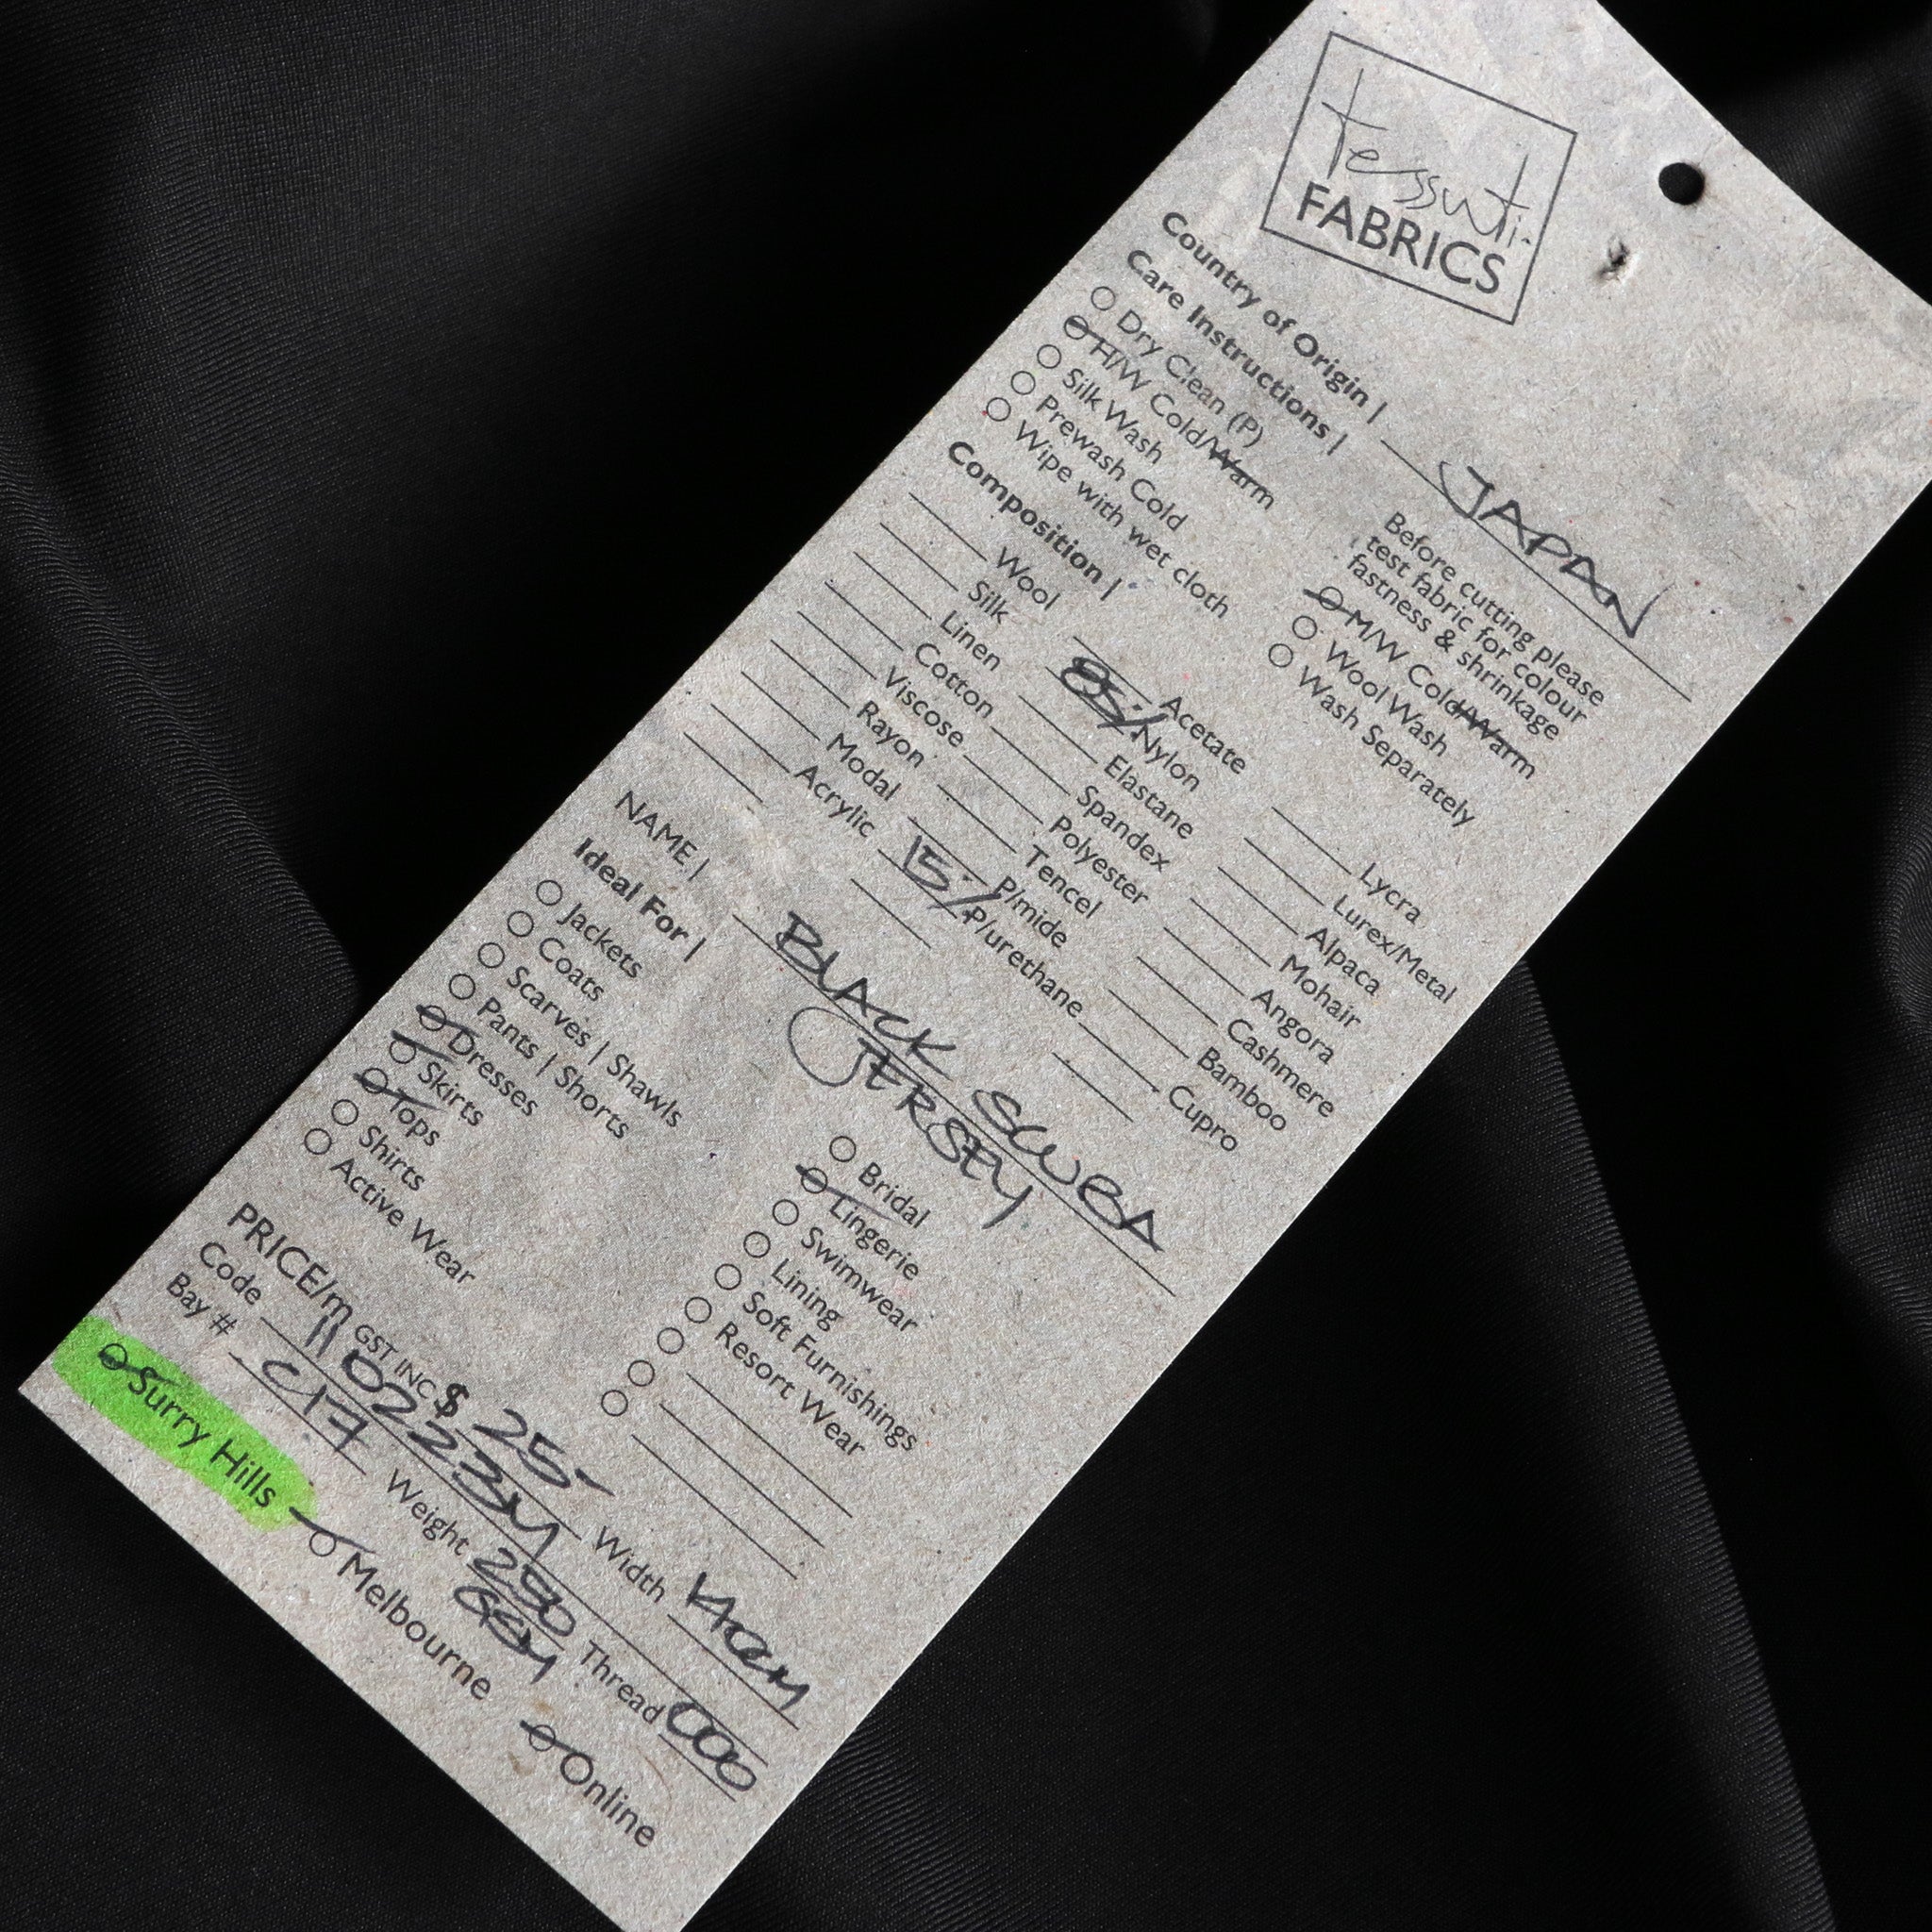 tessuti
FABRICS
Country of Origin | JAPAN
Care Instructions |
Before cutting please
test fabric for colour
fastness & shrinkage
Dry Clean (P)
H/W Cold/Warm
Silk Wash
Prewash Cold
Wipe with wet cloth
M/W Cold/Warm
Wool Wash
Wash Separately
Composition |
Wool
Silk
Linen
Cotton
Viscose
Rayon
Modal
Acrylic
Acetate
85% Nylon
Elastane
Spandex
Polyester
Tencel
P/mide
15% P/urethane
Lycra
Lurex/Metal
Alpaca
Mohair
Angora
Cashmere
Bamboo
Cupro
NAME | BLACK SCUBA
JERSEY
Ideal For |
Jackets
Coats
Scarves | Shawls
Pants | Shorts
Dresses
Skirts
Tops
Shirts
Active Wear
Bridal
Lingerie
Swimwear
Lining
Soft Furnishings
Resort Wear
PRICE/m GST INC $ 25-
Code 110223M Width 140cm
Bay # C17 Weight 250 GSM Thread 000
Surry Hills Melbourne Online